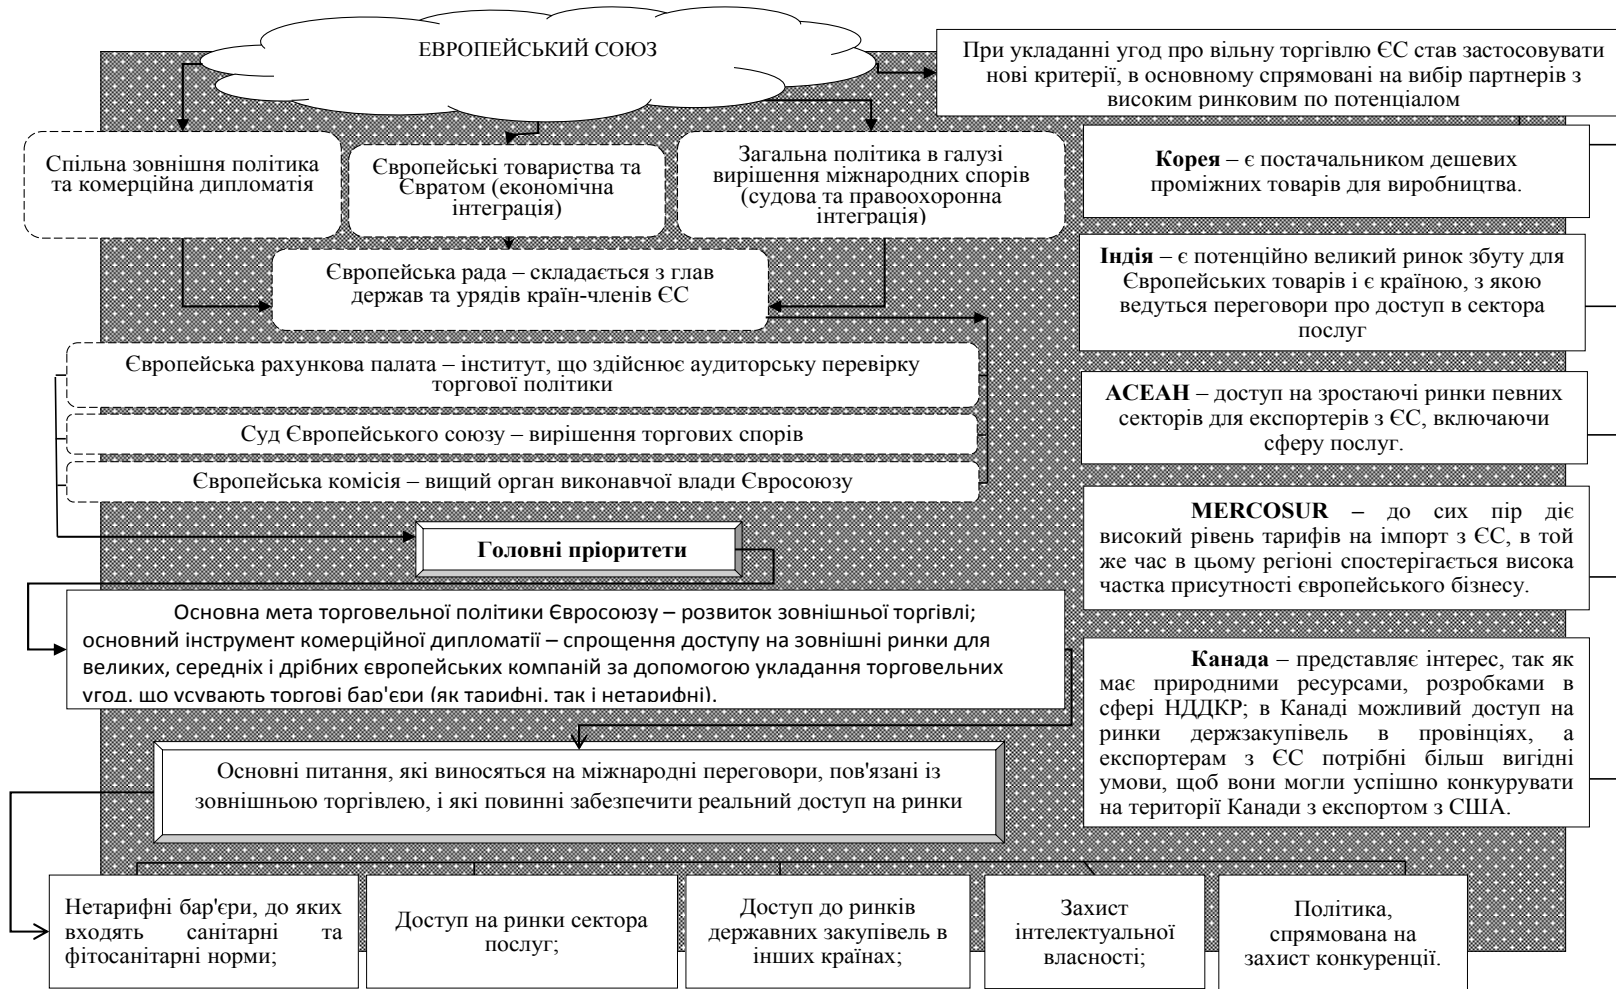 ЕВРОПЕЙСЬКИЙ СОЮЗ
При укладанні угод про вільну торгівлю ЄС став застосовувати
нові критерії, в основному спрямовані на вибір партнерів з
високим ринковим по потенціалом
Спільна зовнішня політика
та комерційна дипломатія
Європейські товариства та
Євратом (економічна
інтеграція)
Загальна політика в галузі
вирішення міжнародних спорів
(судова та правоохоронна
інтеграція)
Європейська рада – складається з глав
держав та урядів країн-членів ЄС
Європейська рахункова палата – інститут, що здійснює аудиторську перевірку
торгової політики
Суд Європейського союзу – вирішення торгових спорів
Європейська комісія – вищий орган виконавчої влади Євросоюзу
Головні пріоритети
Основна мета торговельної політики Євросоюзу – розвиток зовнішньої торгівлі;
основний інструмент комерційної дипломатії – спрощення доступу на зовнішні ринки для
великих, середніх і дрібних європейських компаній за допомогою укладання торговельних
угод, що усувають торгові бар'єри (як тарифні, так і нетарифні).
Основні питання, які виносяться на міжнародні переговори, пов'язані із
зовнішньою торгівлею, і які повинні забезпечити реальний доступ на ринки
Корея – є постачальником дешевих
проміжних товарів для виробництва.
Індія – є потенційно великий ринок збуту для
Європейських товарів і є країною, з якою
ведуться переговори про доступ в сектора
послуг
АСЕАН – доступ на зростаючі ринки певних
секторів для експортерів з ЄС, включаючи
сферу послуг.
MERCOSUR – до сих пір діє
високий рівень тарифів на імпорт з ЄС, в той
же час в цьому регіоні спостерігається висока
частка присутності європейського бізнесу.
Канада – представляє інтерес, так як
має природними ресурсами, розробками в
сфері НДДКР; в Канаді можливий доступ на
ринки держзакупівель в провінціях, а
експортерам з ЄС потрібні більш вигідні
умови, щоб вони могли успішно конкурувати
на території Канади з експортом з США.
Нетарифні бар'єри, до яких
входять санітарні та
фітосанітарні норми;
Доступ на ринки сектора
послуг;
Доступ до ринків
державних закупівель в
інших країнах;
Захист
інтелектуальної
власності;
Політика,
спрямована на
захист конкуренції.